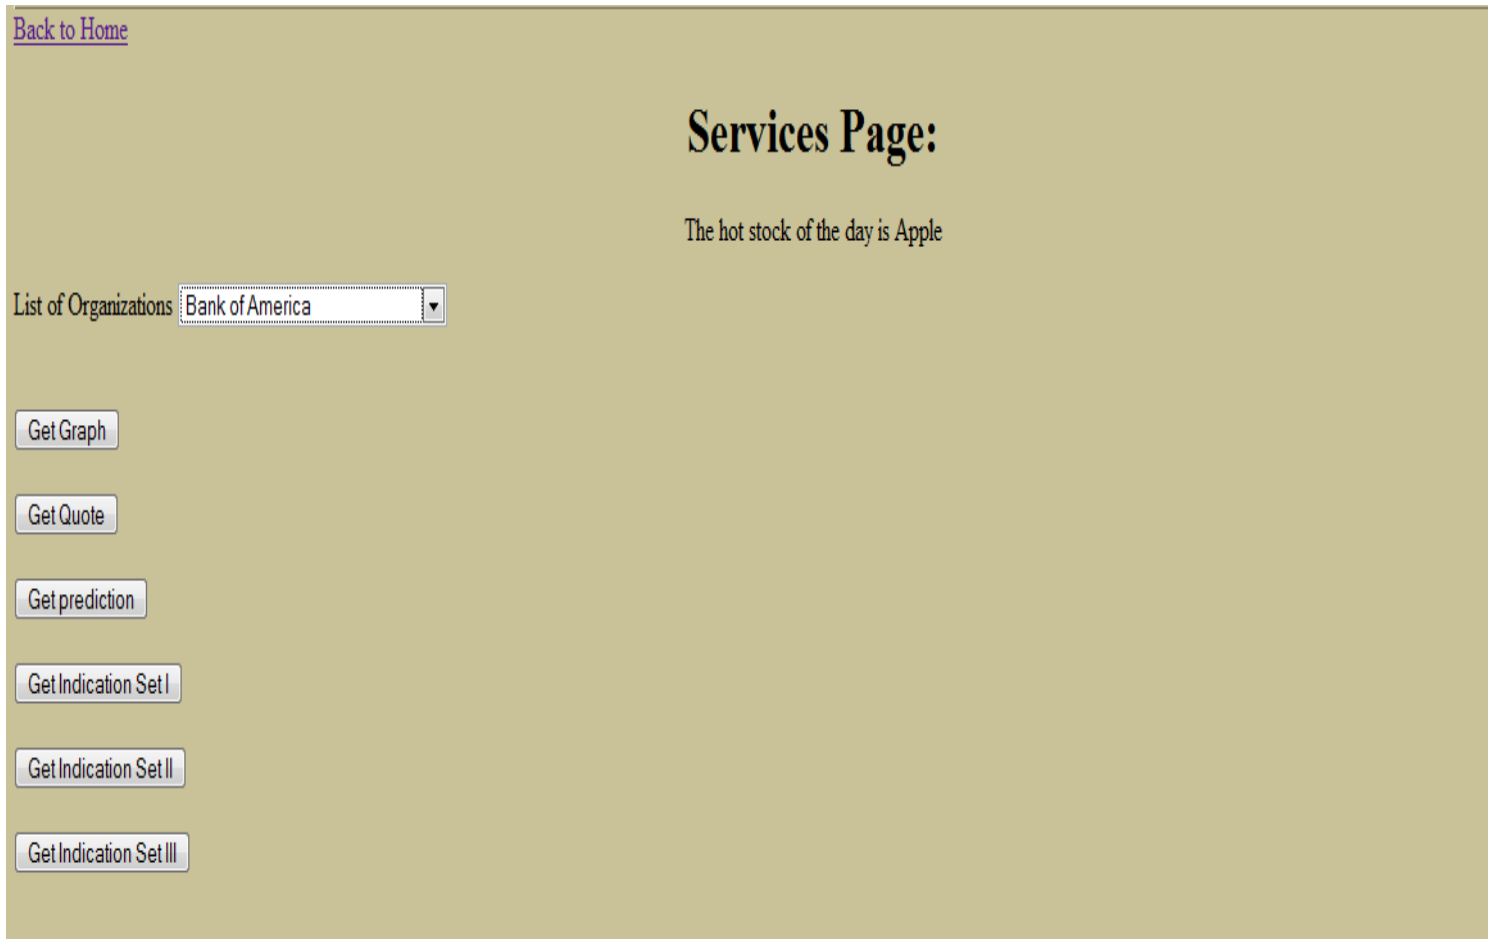 Back to Home
Services Page:
The hot stock of the day is Apple
List of Organizations Bank of America
Get Graph
Get Quote
Get prediction
Get Indication Set I
Get Indication Set II
Get Indication Set III